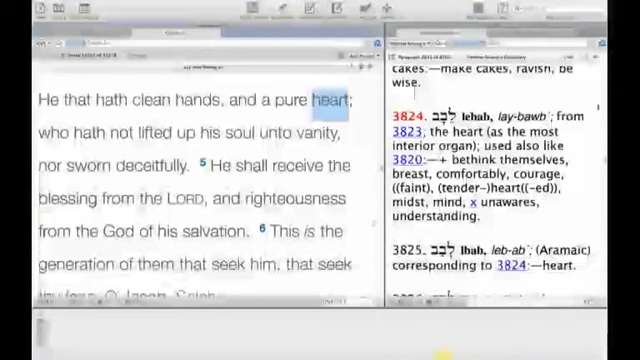 He that hath clean hands, and a pure heart;
who hath not lifted up his soul unto vanity,
nor sworn deceitfully. 5 He shall receive the
blessing from the LORD, and righteousness
from the God of his salvation. 6 This is the
generation of them that seek him, that seek
cakes.—make cakes, ravish, be
wise.
3824. לֵבָב lebab, lay-bawb'; from
3823; the heart (as the most
interior organ); used also like
3820:—+ bethink themselves,
breast, comfortably, courage,
((faint), (tender-)heart((-ed)),
midst, mind, x unawares,
understanding.
3825. לְבַב lbab, leb-ab'; (Aramaic)
corresponding to 3824:—heart.